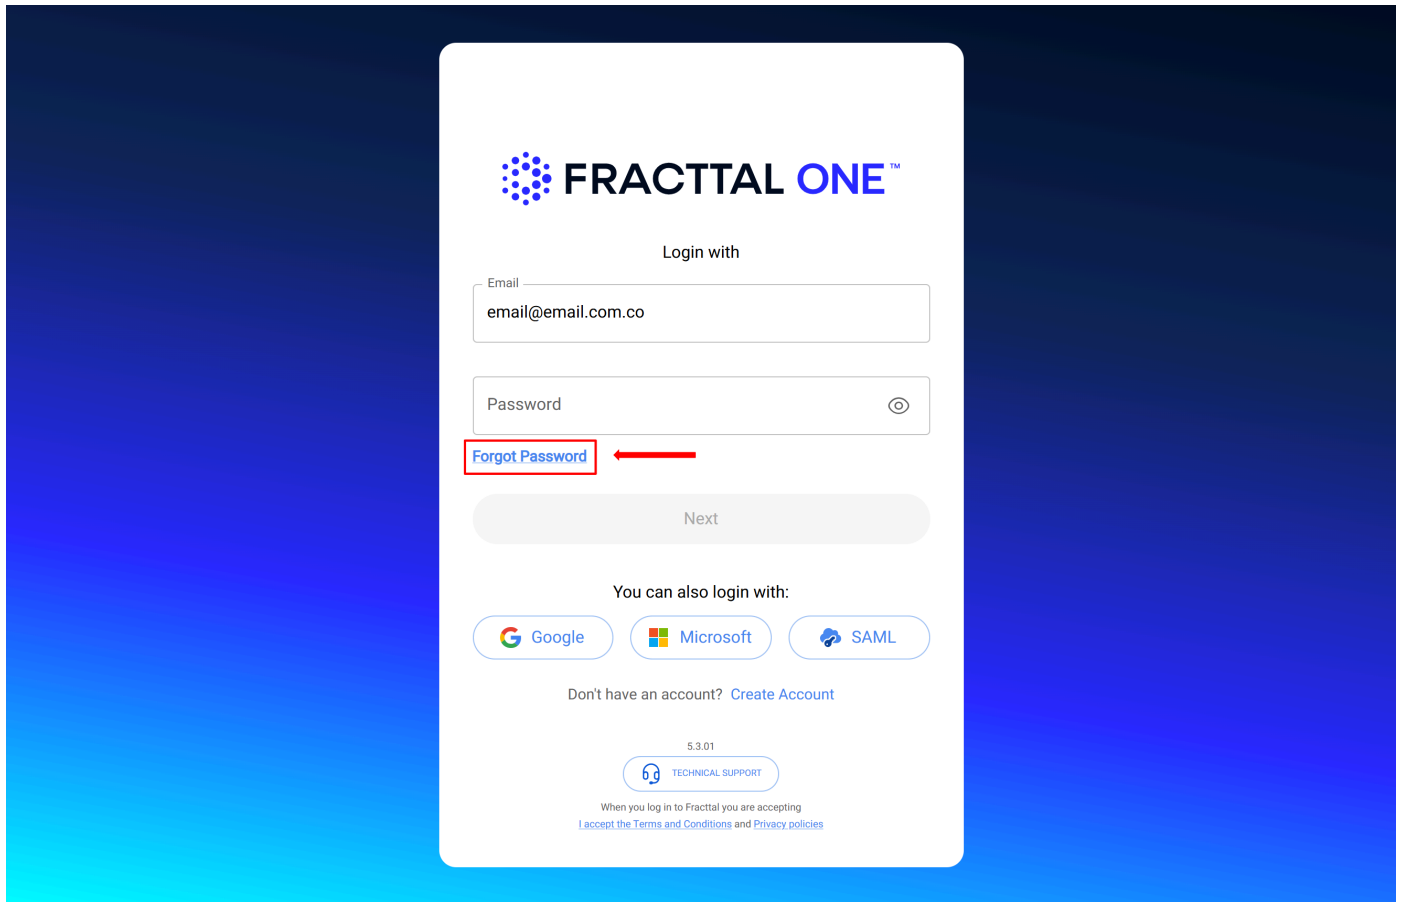 FRACTTAL ONE™
Login with
Email
email@email.com.co
Password
Forgot Password
Next
You can also login with:
Google
Microsoft
SAML
Don't have an account? Create Account
5.3.01
TECHNICAL SUPPORT
When you log in to Fracttal you are accepting
I accept the Terms and Conditions and Privacy policies